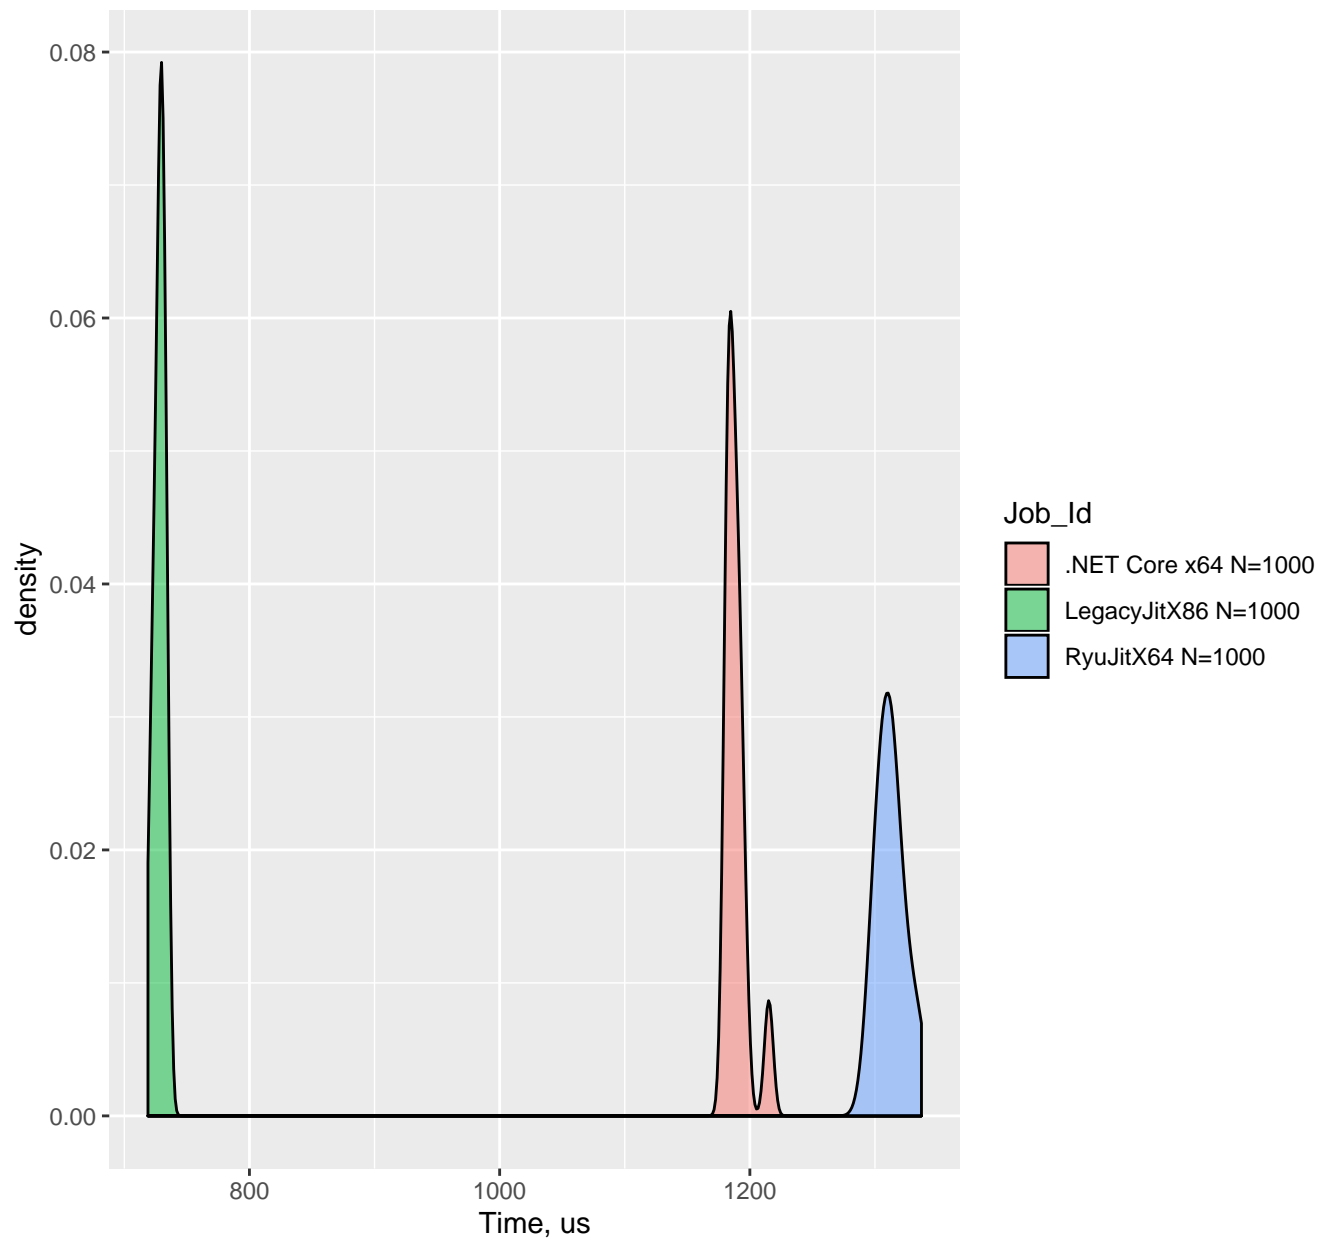 0.08
0.06
0.04
0.02
0.00
density
800
1000
1200
Time, us
Job_Id
.NET Core x64 N=1000
LegacyJitX86 N=1000
RyuJitX64 N=1000